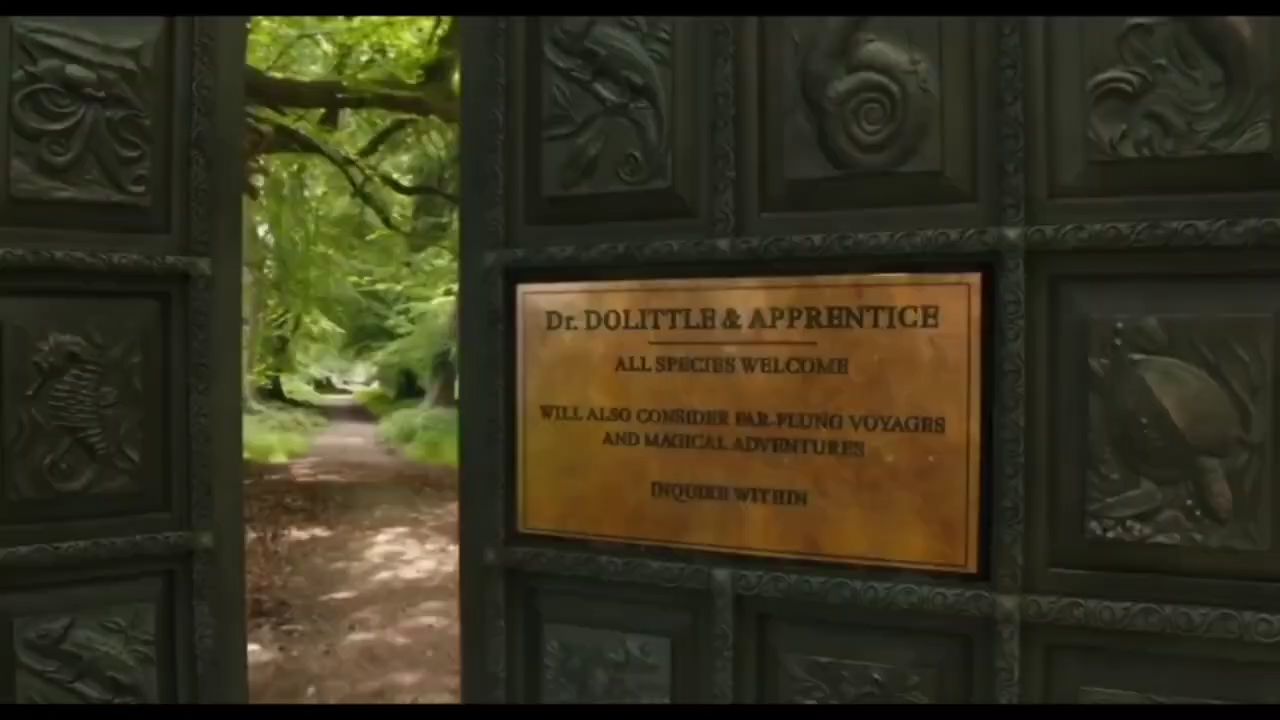 Dr. DOLITTLE & APPRENTICE
ALL SPECIES WELCOME
WILL ALSO CONSIDER FAR-FLUNG VOYAGES
AND MAGICAL ADVENTURES
INQUIRE WITHIN